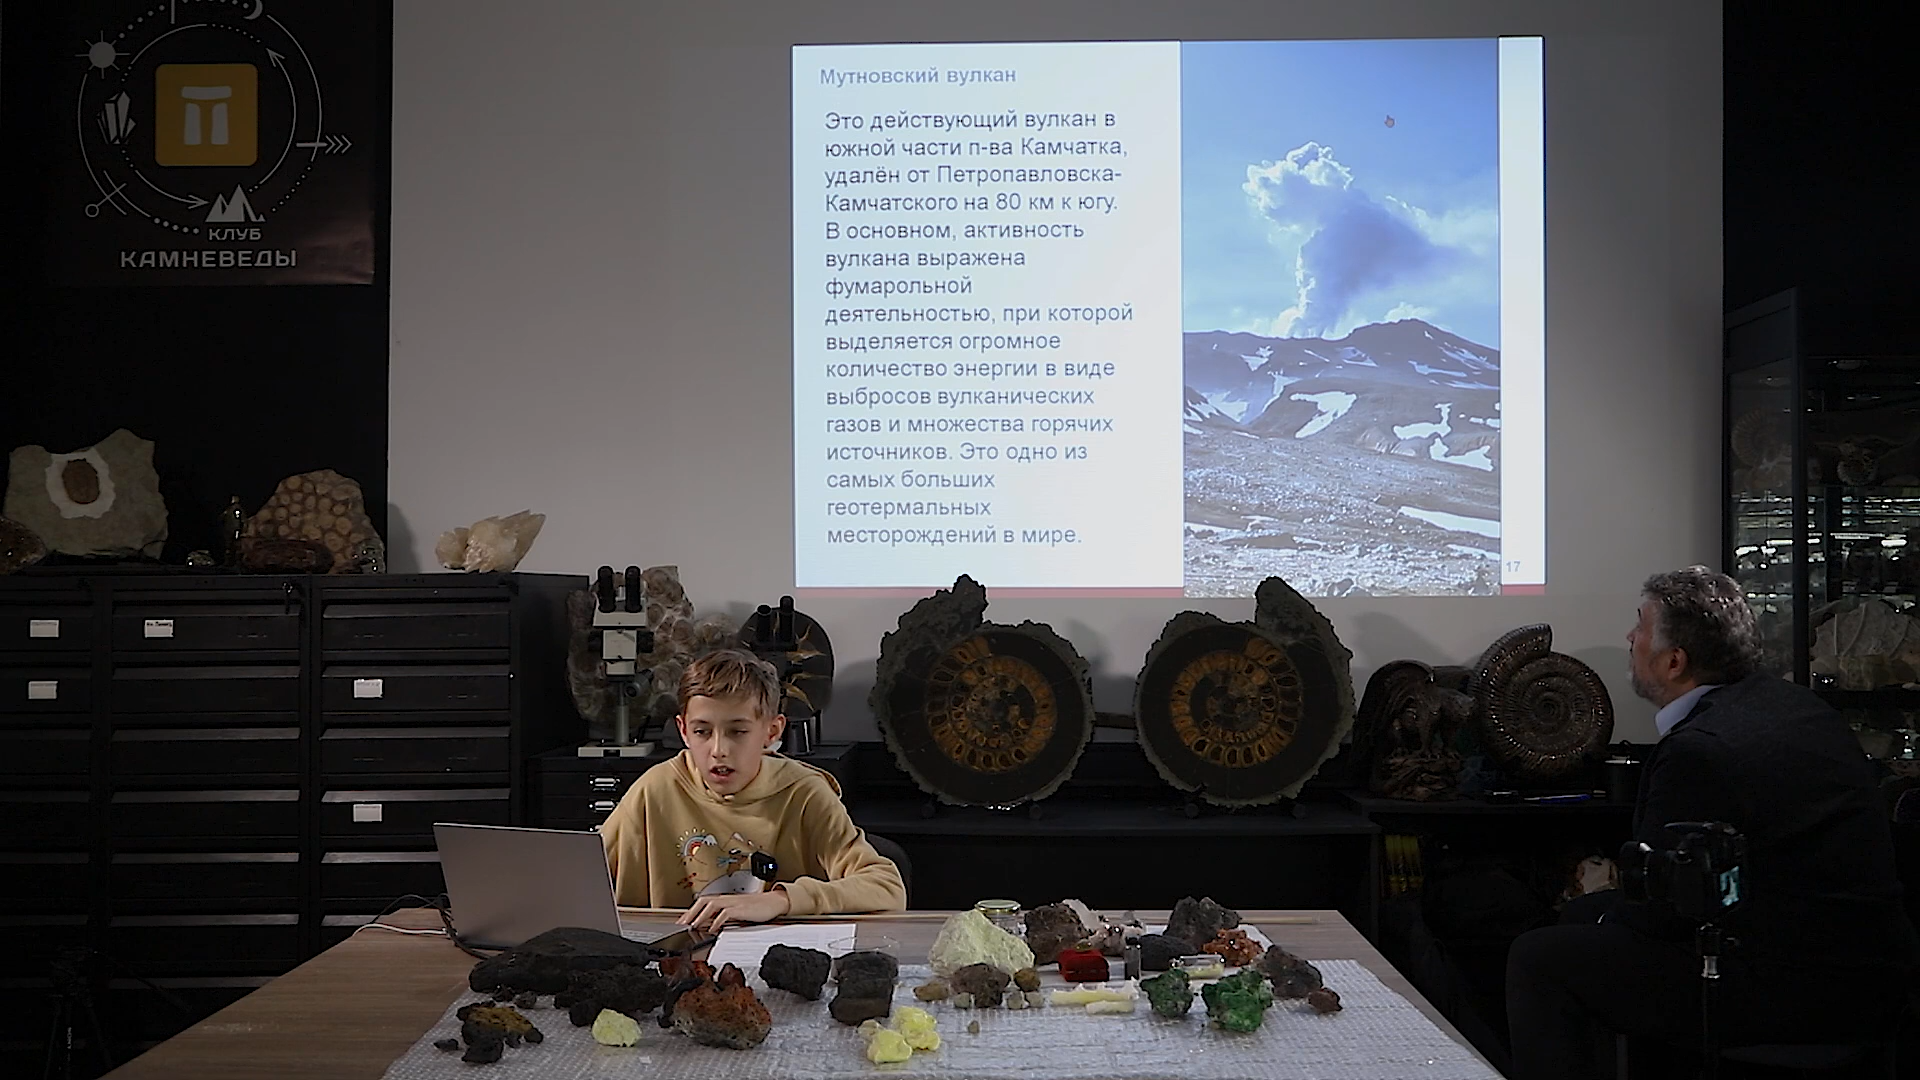 КЛУБ
КАМНЕВЕДЫ
Мутновский вулкан
Это действующий вулкан в
южной части п-ва Камчатка,
удалён от Петропавловска-
Камчатского на 80 км к югу.
В основном, активность
вулкана выражена
фумарольной
деятельностью, при которой
выделяется огромное
количество энергии в виде
выбросов вулканических
газов и множества горячих
источников. Это одно из
самых больших
геотермальных
месторождений в мире.
17